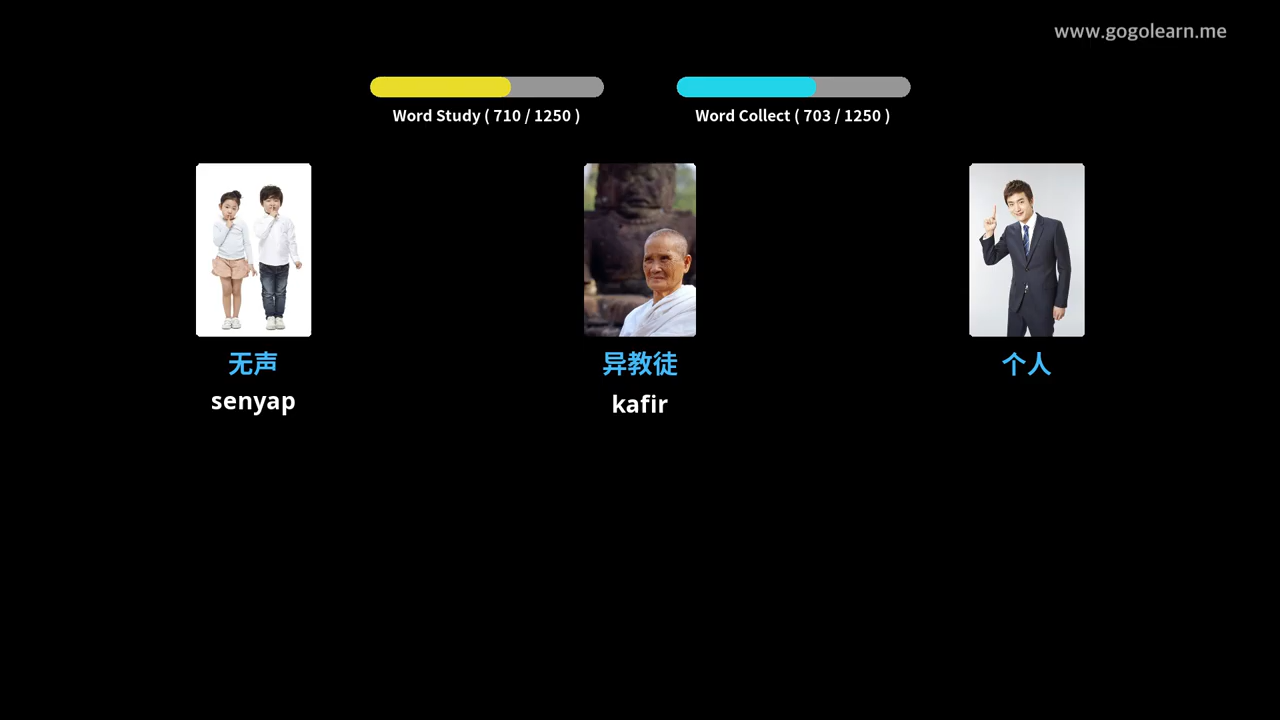 www.gogolearn.me
Word Study ( 710 / 1250 )
Word Collect ( 703 / 1250 )
无声
异教徒
个人
senyap
kafir